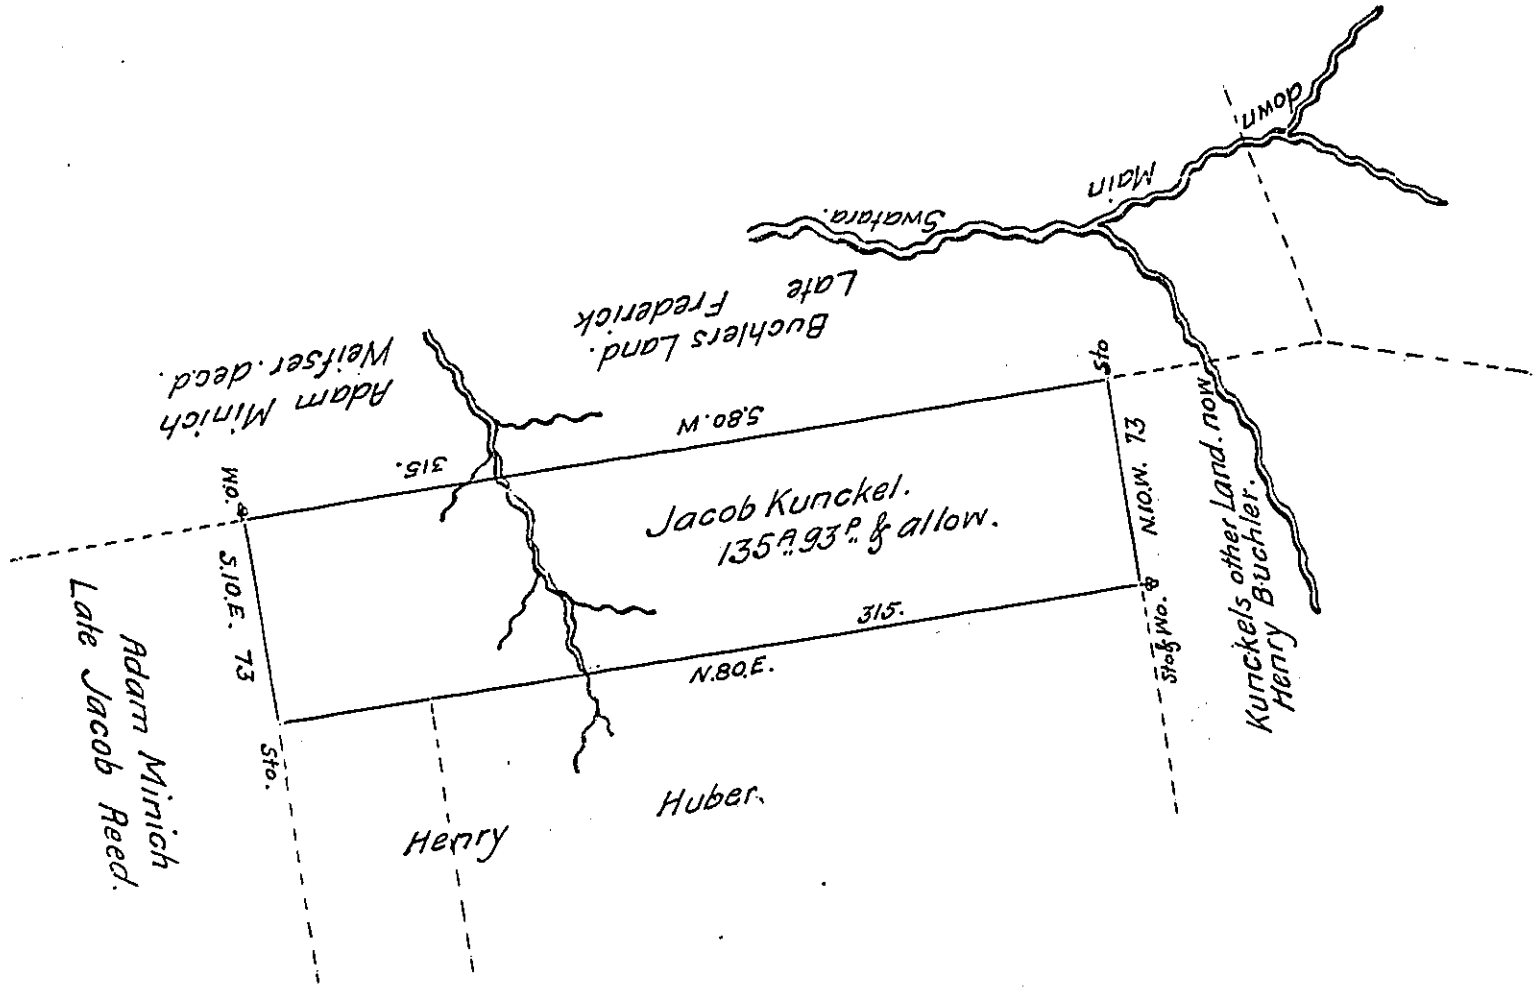 down.
Main
Swatara.
Late Frederick
Buchlers Land.
Adam Minich
Weifser. decd.
Sto
S.80.W
315.
Wo.
S.10.E. 73
Sto.
N.10.W. 73
Sto & Wo.
315.
N.80.E.
Jacob Kunckel.
135 A.. 93 P.. & allow.
Kunckels other Land. now
Henry Buchler.
Adam Minich
Late Jacob Reed.
Henry Huber.